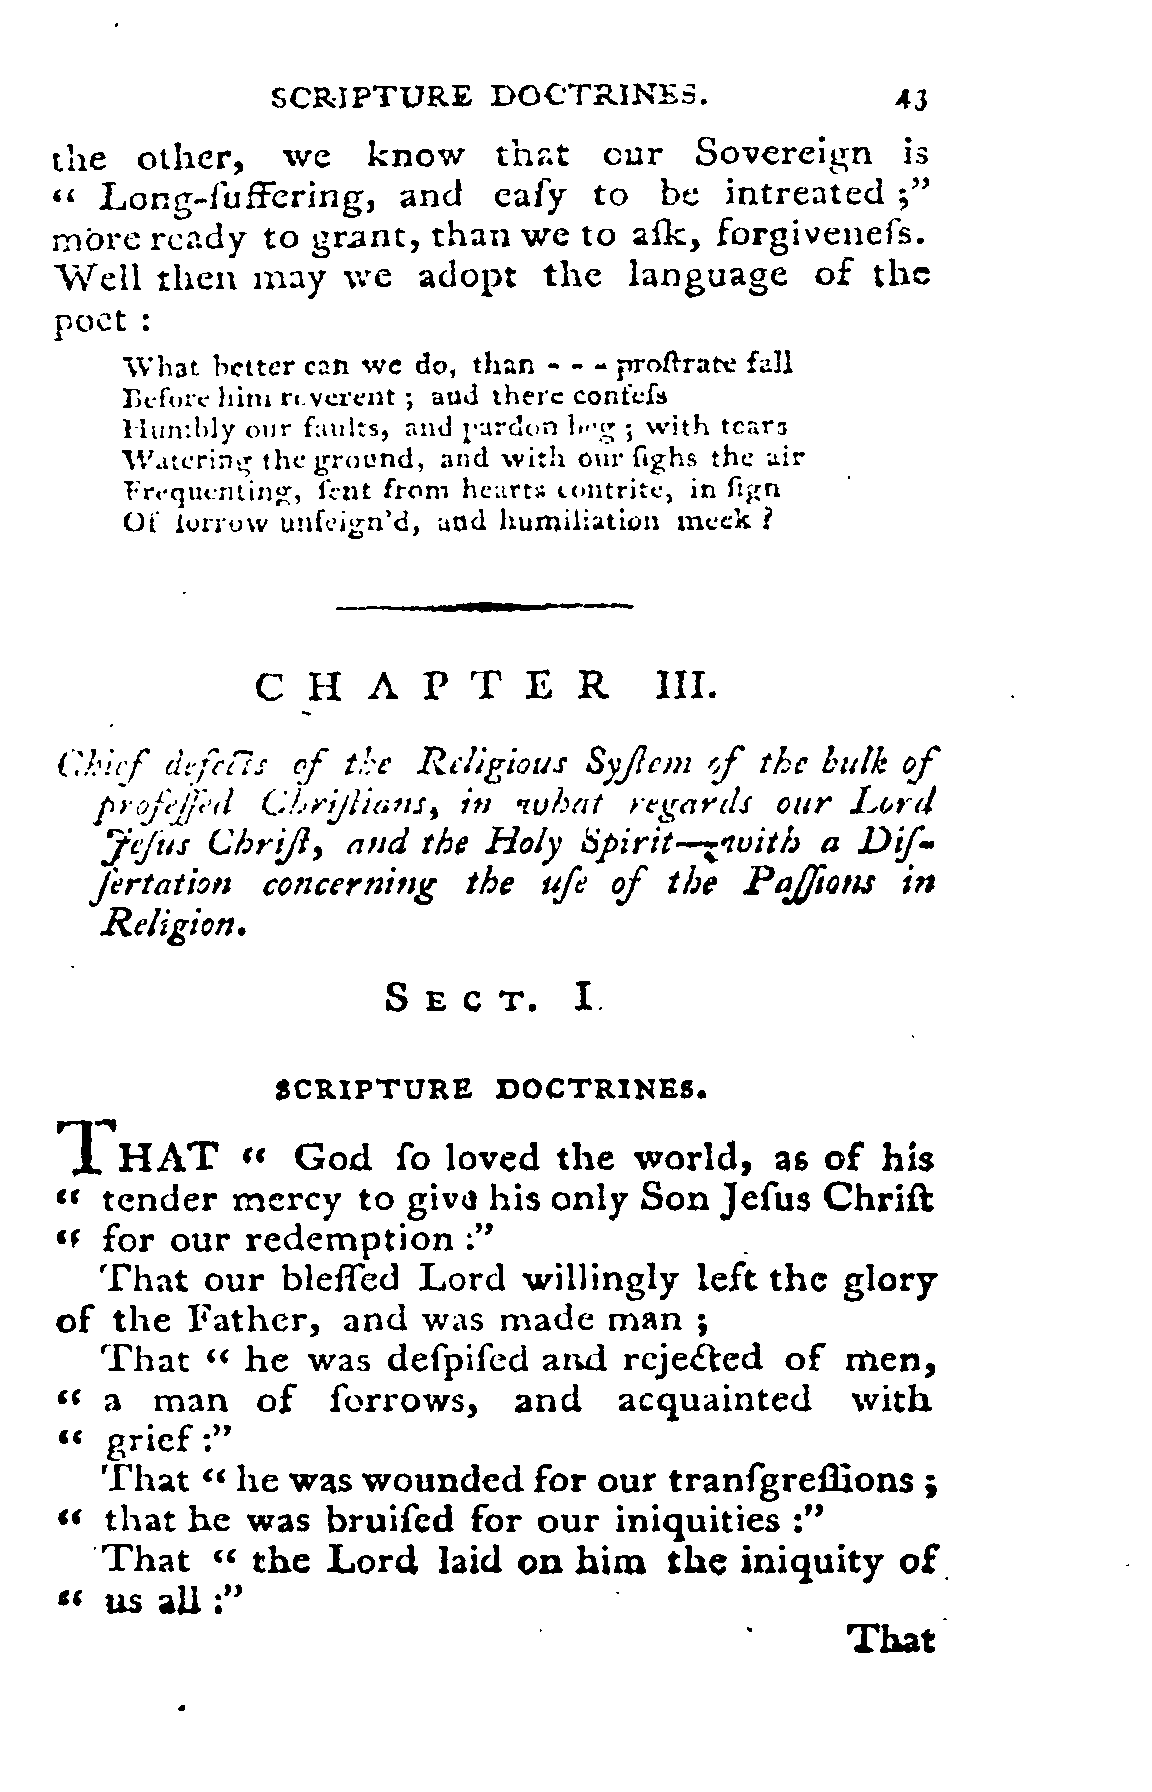 SCRIPTURE DOCTRINES. 43
the other, we know that our Sovereign is
“ Long-ſuffering, and eaſy to be intreated ;”
more ready to grant, than we to aſk, forgiveneſs.
Well then may we adopt the language of the
poet :
What better can we do, than - - - proſtrate fall
Before him reverent ; and there confeſs
Humbly our faults, and pardon beg ; with tears
Watering the ground, and with our ſighs the air
Frequenting, ſent from hearts contrite, in ſign
Of ſorrow unfeign'd, and humiliation meek ?
CHAPTER III.
Chief defects of the Religious Syſtem of the bulk of
profeſſed Chriſtians, in what regards our Lord
Jeſus Chriſt, and the Holy Spirit—with a Diſ-
ſertation concerning the uſe of the Paſſions in
Religion.
SECT. I.
SCRIPTURE DOCTRINES.
THAT “ God ſo loved the world, as of his
“ tender mercy to give his only Son Jeſus Chriſt
“ for our redemption :”
That our bleſſed Lord willingly left the glory
of the Father, and was made man ;
That “ he was deſpiſed and rejected of men,
“ a man of ſorrows, and acquainted with
“ grief :”
That “ he was wounded for our tranſgreſſions ;
“ that he was bruiſed for our iniquities :”
That “ the Lord laid on him the iniquity of
“ us all :”
That